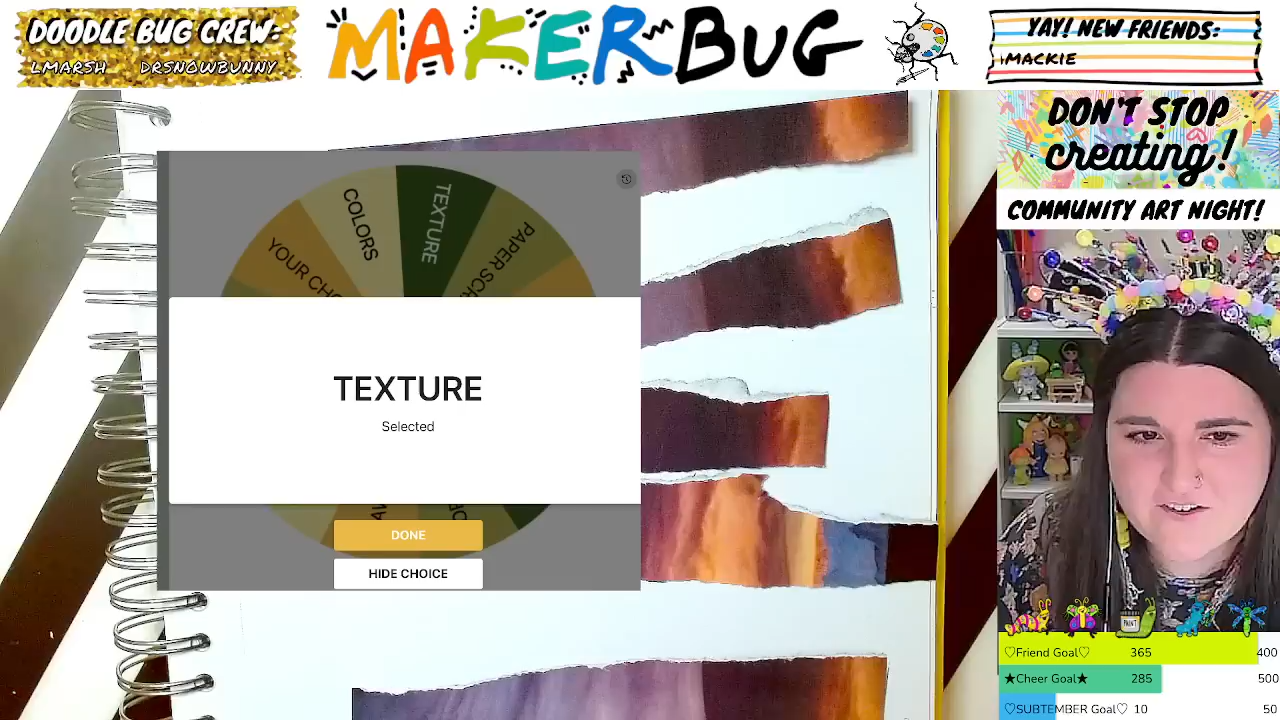 DOODLE BUG CREW:
LMARSH DRSNOWBUNNY
MAKERBUG
YAY! NEW FRIENDS:
MACKIE
DON'T STOP
creating!
COMMUNITY ART NIGHT!
COLORS
TEXTURE
YOUR CHO
PAPER SCR
TEXTURE
Selected
DONE
HIDE CHOICE
PAINT
♡Friend Goal♡ 365 400
★Cheer Goal★ 285 500
♡SUBTEMBER Goal♡ 10 50